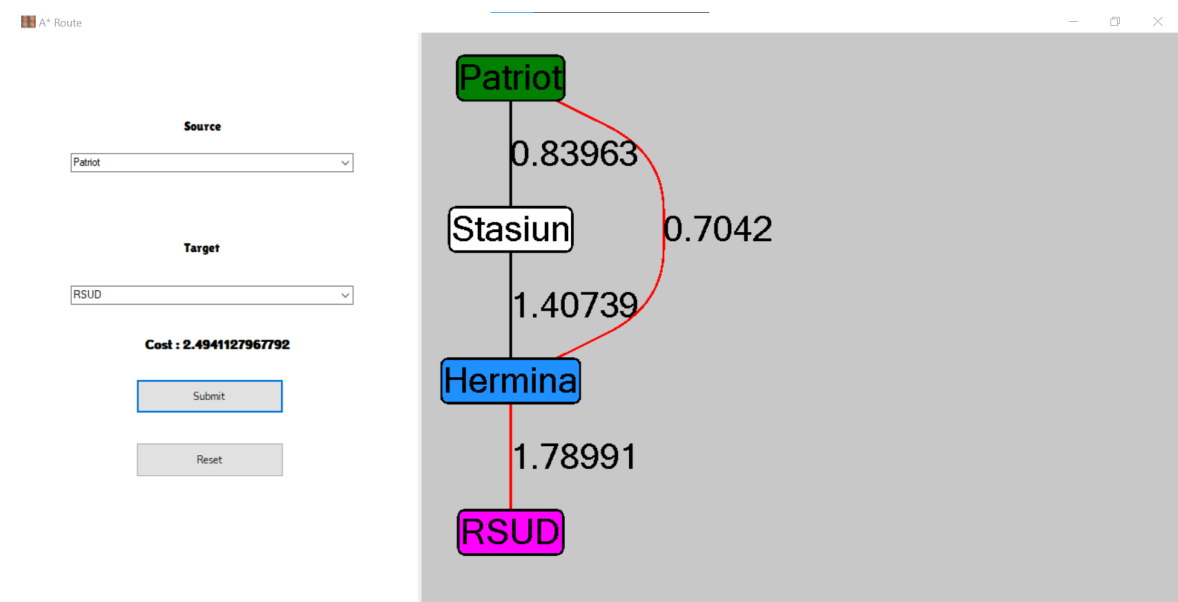 A* Route
Source
Patriot
Target
RSUD
Cost : 2.4941127967792
Submit
Reset
Patriot
0.83963
Stasiun
0.7042
1.40739
Hermina
1.78991
RSUD